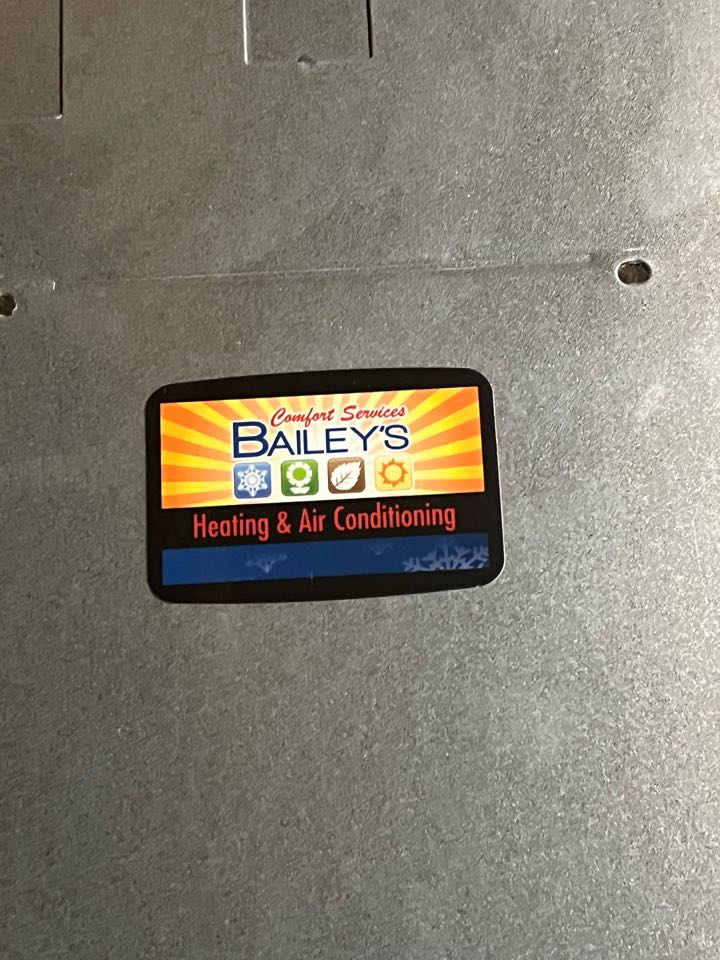 Comfort Services
BAILEY'S
Heating & Air Conditioning